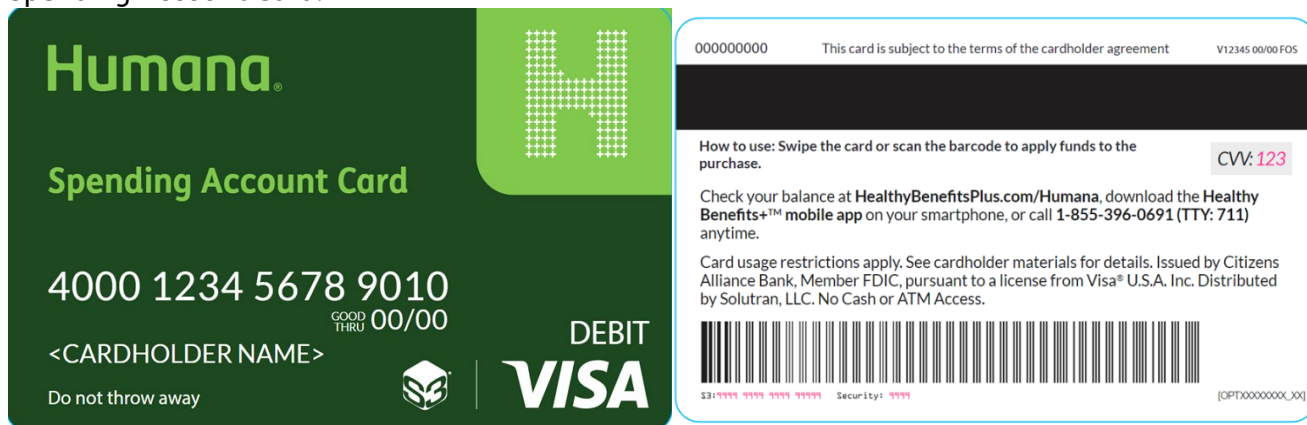 Humana®
Spending Account Card
4000 1234 5678 9010
GOOD THRU 00/00
<CARDHOLDER NAME>
Do not throw away
S3
DEBIT
VISA
000000000 This card is subject to the terms of the cardholder agreement V12345 00/00 FOS
How to use: Swipe the card or scan the barcode to apply funds to the
purchase.
CVV: 123
Check your balance at HealthyBenefitsPlus.com/Humana, download the Healthy
Benefits+™ mobile app on your smartphone, or call 1-855-396-0691 (TTY: 711)
anytime.
Card usage restrictions apply. See cardholder materials for details. Issued by Citizens
Alliance Bank, Member FDIC, pursuant to a license from Visa® U.S.A. Inc. Distributed
by Solutran, LLC. No Cash or ATM Access.
S3:9999 9999 9999 99999 Security: 9999